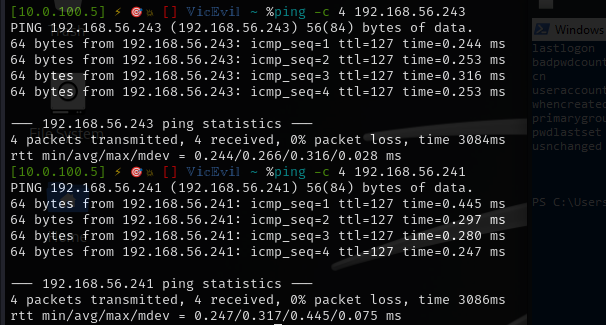 [10.0.100.5] ⚡ 🎯💥 [] VicEvil ~ %ping -c 4 192.168.56.243
PING 192.168.56.243 (192.168.56.243) 56(84) bytes of data.
64 bytes from 192.168.56.243: icmp_seq=1 ttl=127 time=0.244 ms
64 bytes from 192.168.56.243: icmp_seq=2 ttl=127 time=0.253 ms
64 bytes from 192.168.56.243: icmp_seq=3 ttl=127 time=0.316 ms
64 bytes from 192.168.56.243: icmp_seq=4 ttl=127 time=0.253 ms
--- 192.168.56.243 ping statistics ---
4 packets transmitted, 4 received, 0% packet loss, time 3084ms
rtt min/avg/max/mdev = 0.244/0.266/0.316/0.028 ms
[10.0.100.5] ⚡ 🎯💥 [] VicEvil ~ %ping -c 4 192.168.56.241
PING 192.168.56.241 (192.168.56.241) 56(84) bytes of data.
64 bytes from 192.168.56.241: icmp_seq=1 ttl=127 time=0.445 ms
64 bytes from 192.168.56.241: icmp_seq=2 ttl=127 time=0.297 ms
64 bytes from 192.168.56.241: icmp_seq=3 ttl=127 time=0.280 ms
64 bytes from 192.168.56.241: icmp_seq=4 ttl=127 time=0.247 ms
--- 192.168.56.241 ping statistics ---
4 packets transmitted, 4 received, 0% packet loss, time 3086ms
rtt min/avg/max/mdev = 0.247/0.317/0.445/0.075 ms
Windows
lastlogon
badpwdcount
cn
useraccount
whencreated
primarygrou
pwdlastset
usnchanged
PS C:\Users